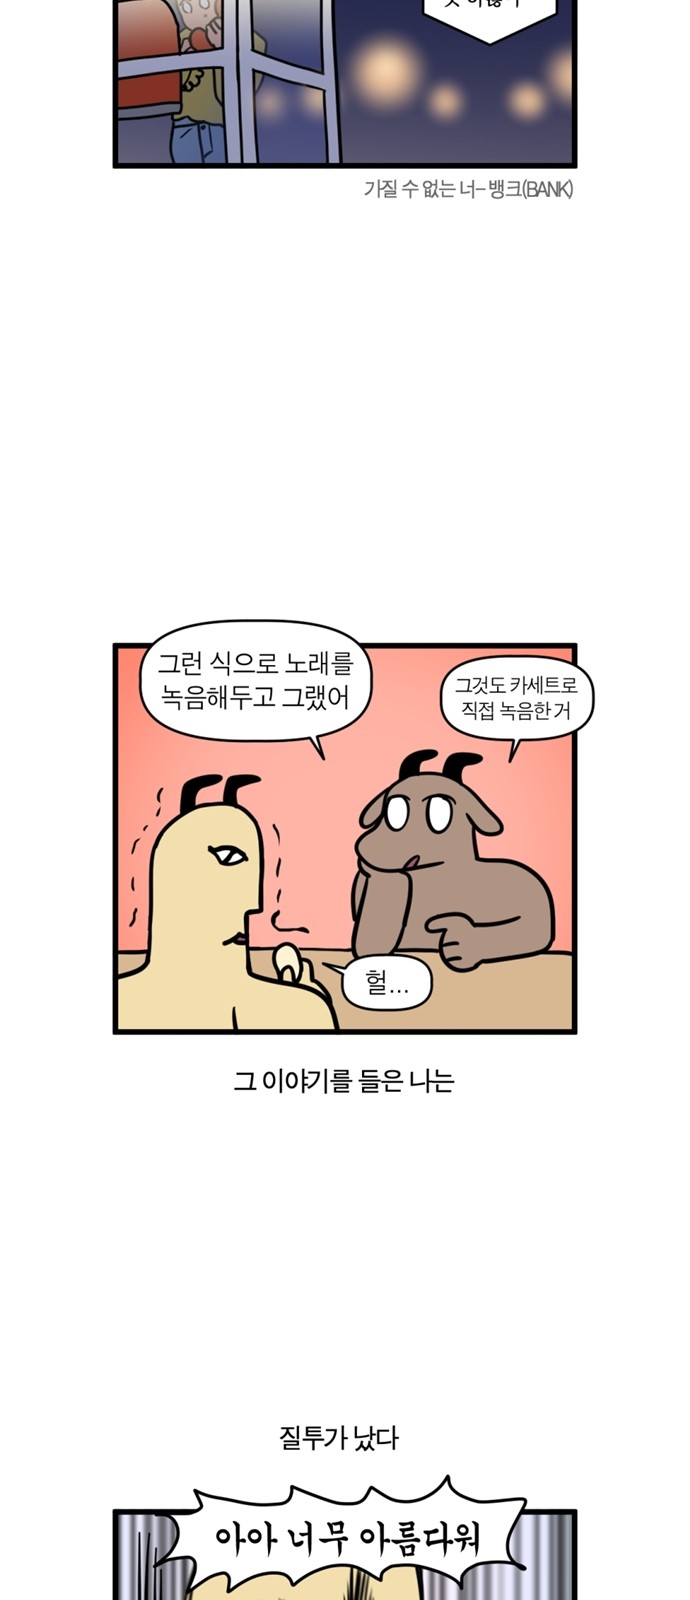 가질 수 없는 너- 뱅크(BANK)
그런 식으로 노래를
녹음해두고 그랬어
그것도 카세트로
직접 녹음한 거
헐...
그 이야기를 들은 나는
질투가 났다
아아 너무 아름다워